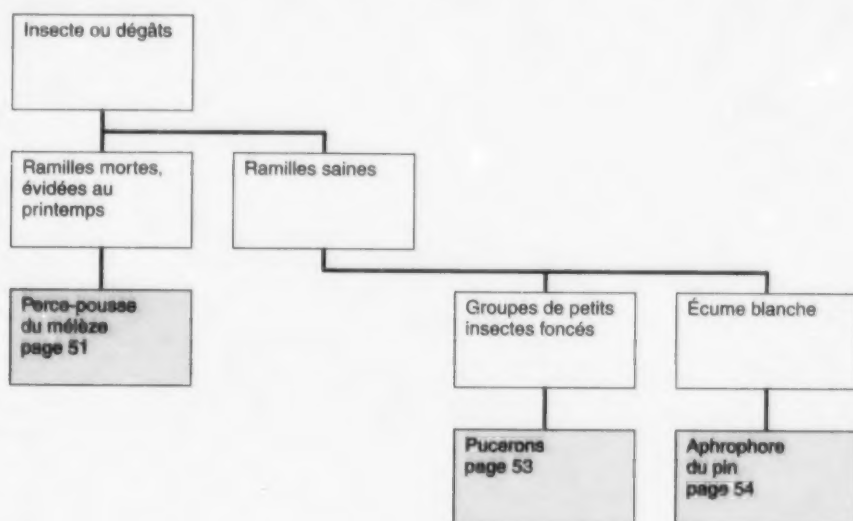 Insecte ou dégâts
Ramilles mortes,
évidées au
printemps
Ramilles saines
Perce-pousse
du mélèze
page 51
Groupes de petits
insectes foncés
Écume blanche
Pucerons
page 53
Aphrophore
du pin
page 54